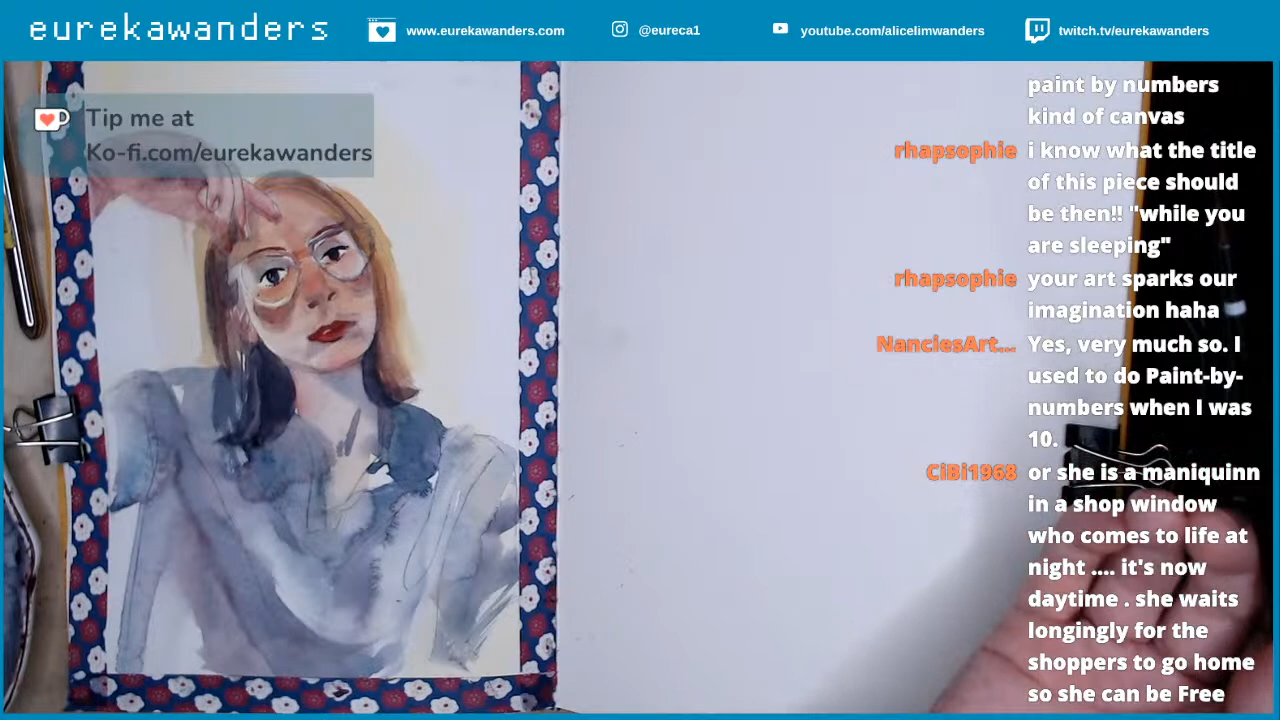 eurekawanders
www.eurekawanders.com
@eureca1
youtube.com/alicelimwanders
twitch.tv/eurekawanders
Tip me at
Ko-fi.com/eurekawanders
paint by numbers
kind of canvas
rhapsophie i know what the title
of this piece should
be then!! "while you
are sleeping"
rhapsophie your art sparks our
imagination haha
NanciesArt... Yes, very much so. I
used to do Paint-by-
numbers when I was
10.
CiBi1968 or she is a maniquinn
in a shop window
who comes to life at
night .... it's now
daytime . she waits
longingly for the
shoppers to go home
so she can be Free